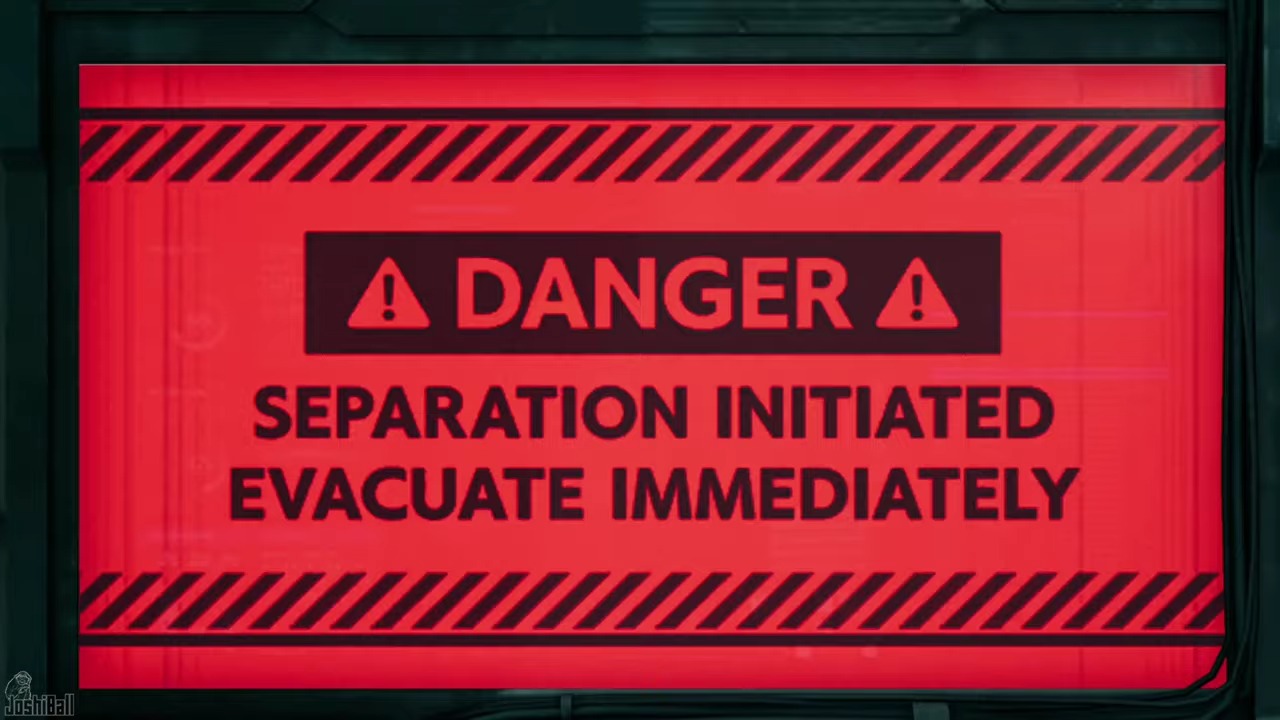 ⚠ DANGER ⚠
SEPARATION INITIATED
EVACUATE IMMEDIATELY
JoshiBall